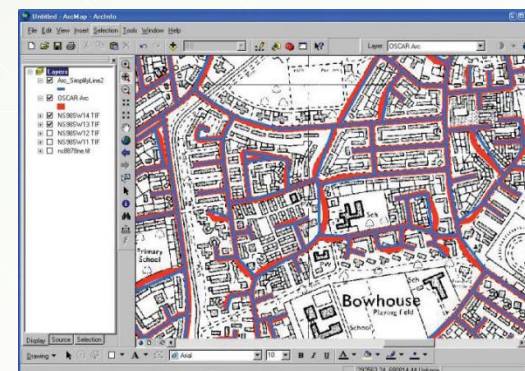 Untitled - ArcMap - ArcInfo
File Edit View Insert Selection Tools Window Help
Layer: OSCAR Arc
Layers
Arc_SimplifyLine2
OSCAR Arc
NS98SW14.TIF
NS98SW13.TIF
NS98SW12.TIF
NS98SW11.TIF
Sch
Primary
School
PW
Sch
Bowhouse
Playing Field
School
Display Source Selection
Drawing
Arial
10
B I U A